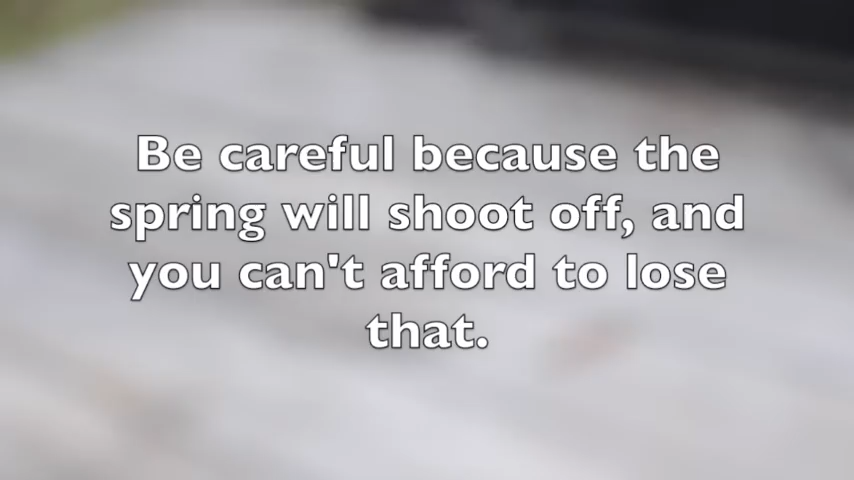 Be careful because the
spring will shoot off, and
you can't afford to lose
that.